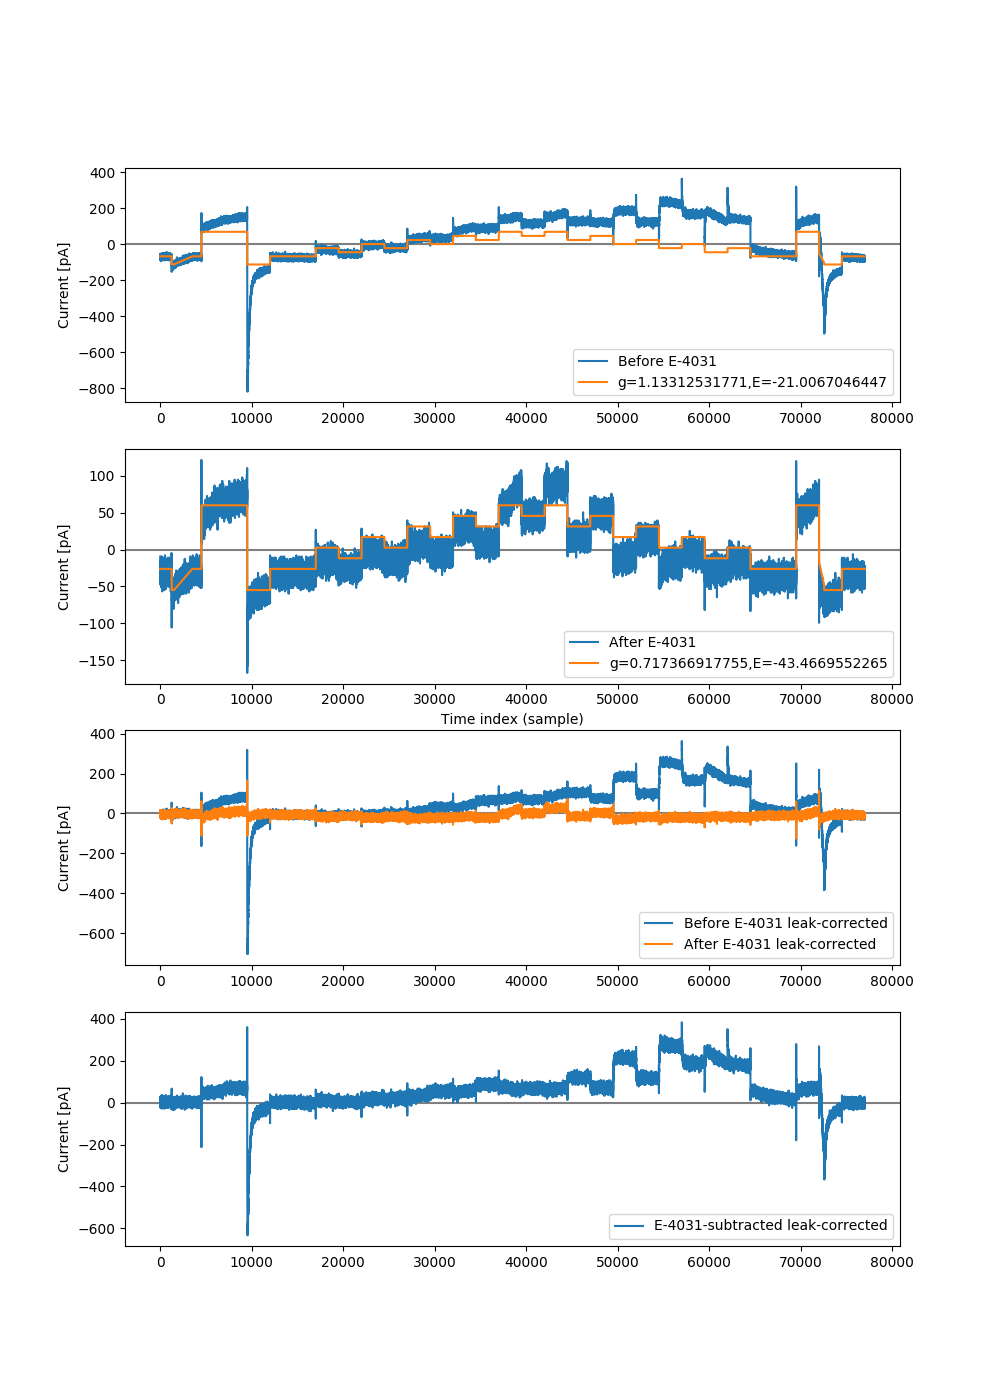 400
200
0
−200
−400
−600
−800
Current [pA]
Before E-4031
g=1.13312531771,E=-21.0067046447
0 10000 20000 30000 40000 50000 60000 70000 80000
100
50
0
−50
−100
−150
Current [pA]
After E-4031
g=0.717366917755,E=-43.4669552265
0 10000 20000 30000 40000 50000 60000 70000 80000
Time index (sample)
400
200
0
−200
−400
−600
Current [pA]
Before E-4031 leak-corrected
After E-4031 leak-corrected
0 10000 20000 30000 40000 50000 60000 70000 80000
400
200
0
−200
−400
−600
Current [pA]
E-4031-subtracted leak-corrected
0 10000 20000 30000 40000 50000 60000 70000 80000